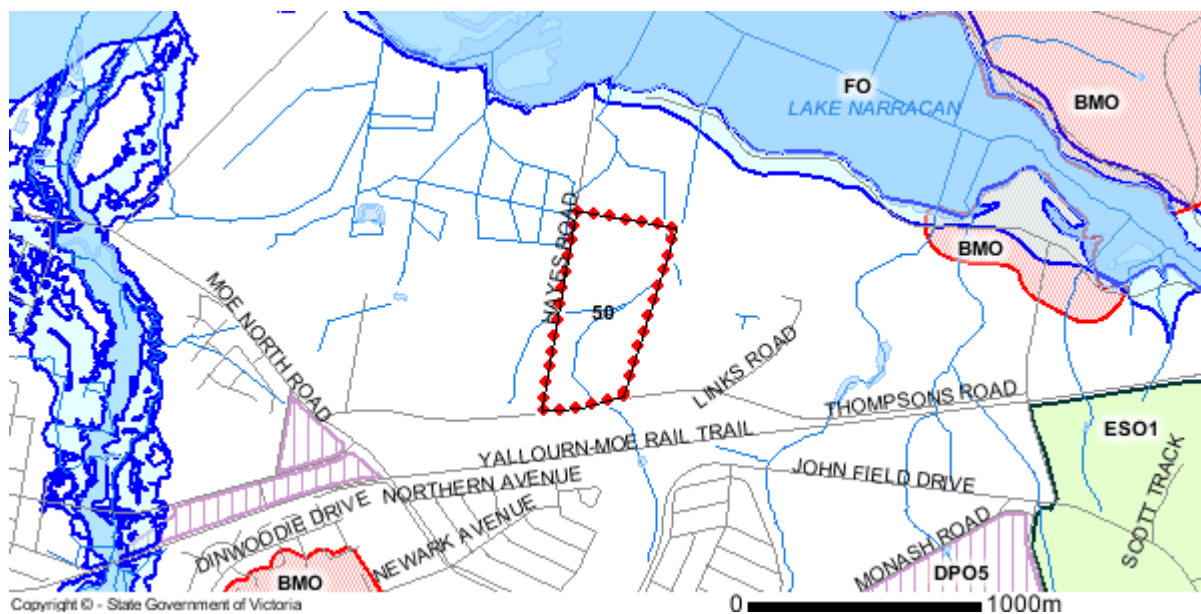 FO
LAKE NARRACAN
BMO
HAYES ROAD
BMO
MOE NORTH ROAD
50
LINKS ROAD
THOMPSONS ROAD
ESO1
YALLOURN-MOE RAIL TRAIL
JOHN FIELD DRIVE
SCOTT TRACK
NORTHERN AVENUE
DINWOODIE DRIVE
NEWARK AVENUE
MONASH ROAD
DPO5
BMO
Copyright © - State Government of Victoria
0 1000m